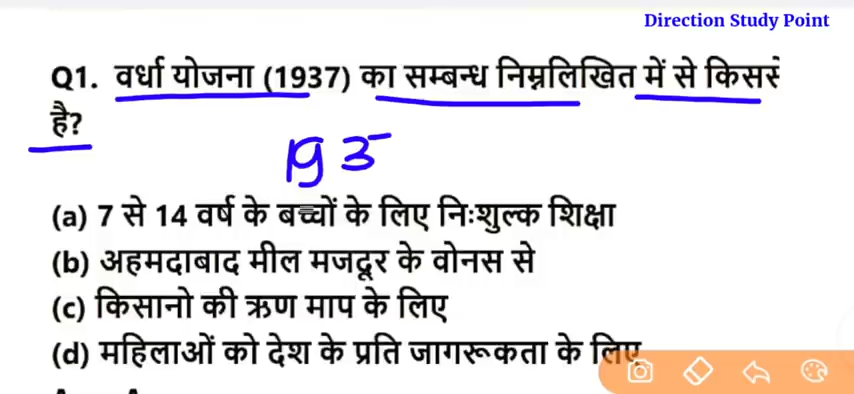 Direction Study Point
Q1. वर्धा योजना (1937) का सम्बन्ध निम्नलिखित में से किससे
है?
193
(a) 7 से 14 वर्ष के बच्चों के लिए निःशुल्क शिक्षा
(b) अहमदाबाद मील मजदूर के वोनस से
(c) किसानो की ऋण माप के लिए
(d) महिलाओं को देश के प्रति जागरूकता के लिए